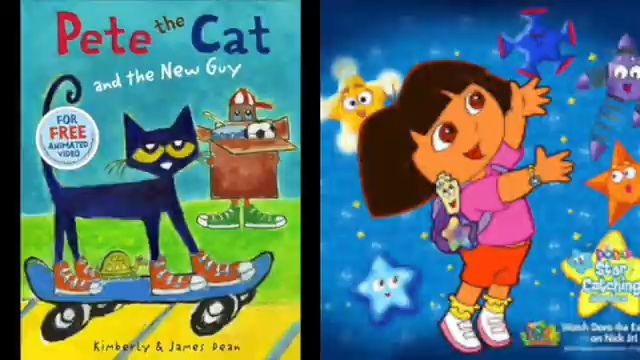 Pete the Cat
and the New Guy
FOR
FREE
ANIMATED
VIDEO
Kimberly & James Dean
DORA'S
Star
Catching
Watch Dora the E
on Nick Jr